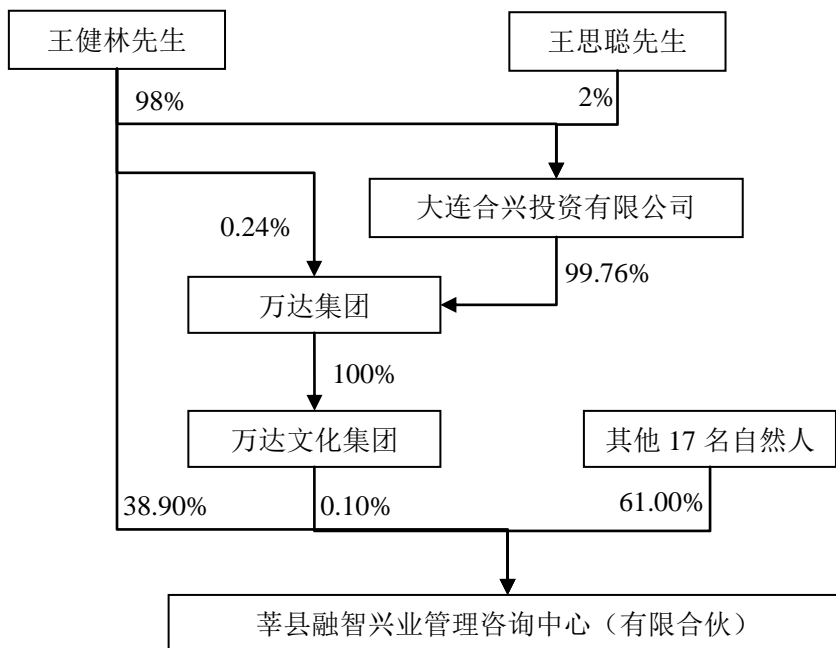 王健林先生
王思聪先生
98%
2%
大连合兴投资有限公司
0.24%
99.76%
万达集团
100%
万达文化集团
其他 17 名自然人
38.90%
0.10%
61.00%
莘县融智兴业管理咨询中心（有限合伙）